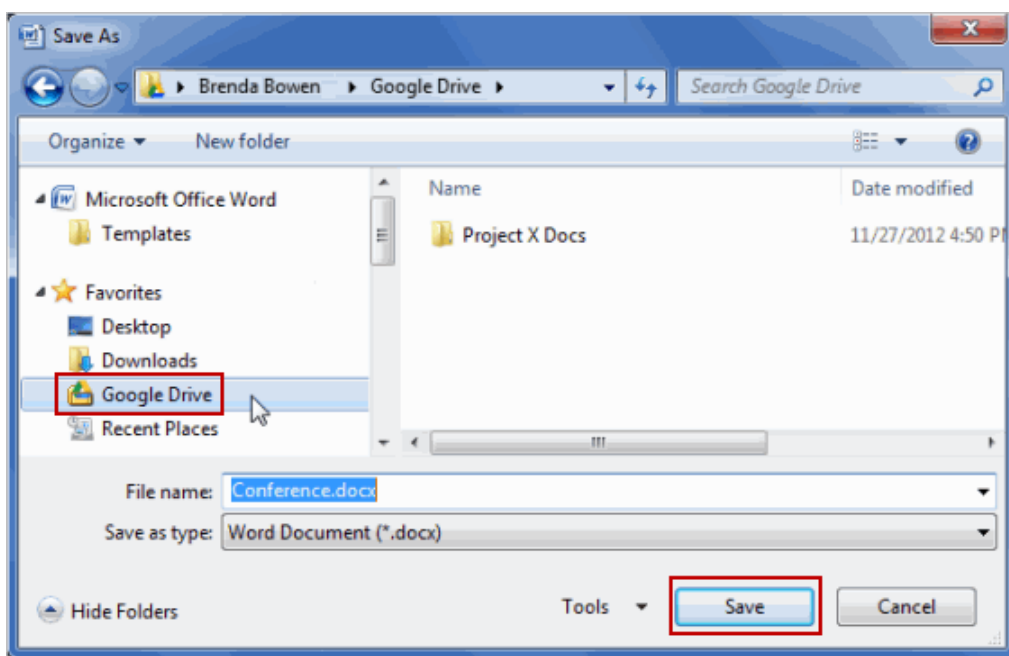 Save As
Brenda Bowen Google Drive
Search Google Drive
Organize New folder
Microsoft Office Word
Templates
Favorites
Desktop
Downloads
Google Drive
Recent Places
Name Date modified
Project X Docs 11/27/2012 4:50 P
File name: Conference.docx
Save as type: Word Document (*.docx)
Hide Folders Tools Save Cancel